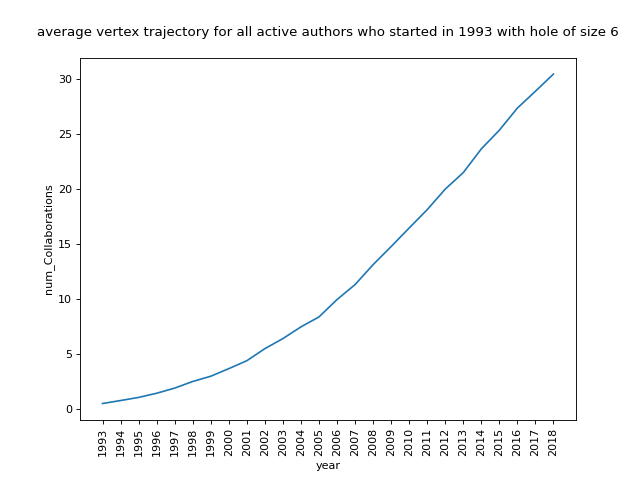 average vertex trajectory for all active authors who started in 1993 with hole of size 6
30
25
20
15
10
5
0
num_Collaborations
1993 1994 1995 1996 1997 1998 1999 2000 2001 2002 2003 2004 2005 2006 2007 2008 2009 2010 2011 2012 2013 2014 2015 2016 2017 2018
year